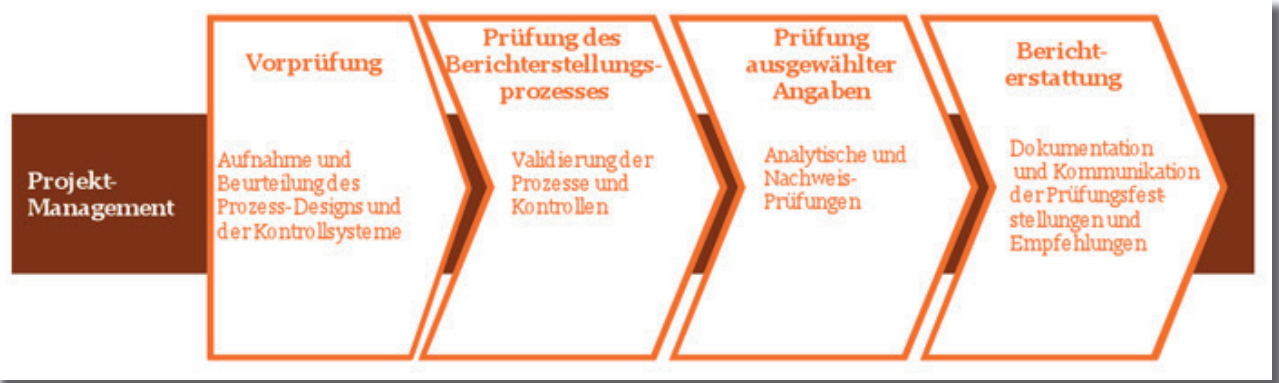 Projekt-
Management
Vorprüfung
Aufnahme und
Beurteilung des
Prozess-Designs und
der Kontrollsysteme
Prüfung des
Berichterstellungs-
prozesses
Validierung der
Prozesse und
Kontrollen
Prüfung
ausgewählter
Angaben
Analytische und
Nachweis-
Prüfungen
Bericht-
erstattung
Dokumentation
und Kommunikation
der Prüfungsfest-
stellungen und
Empfehlungen